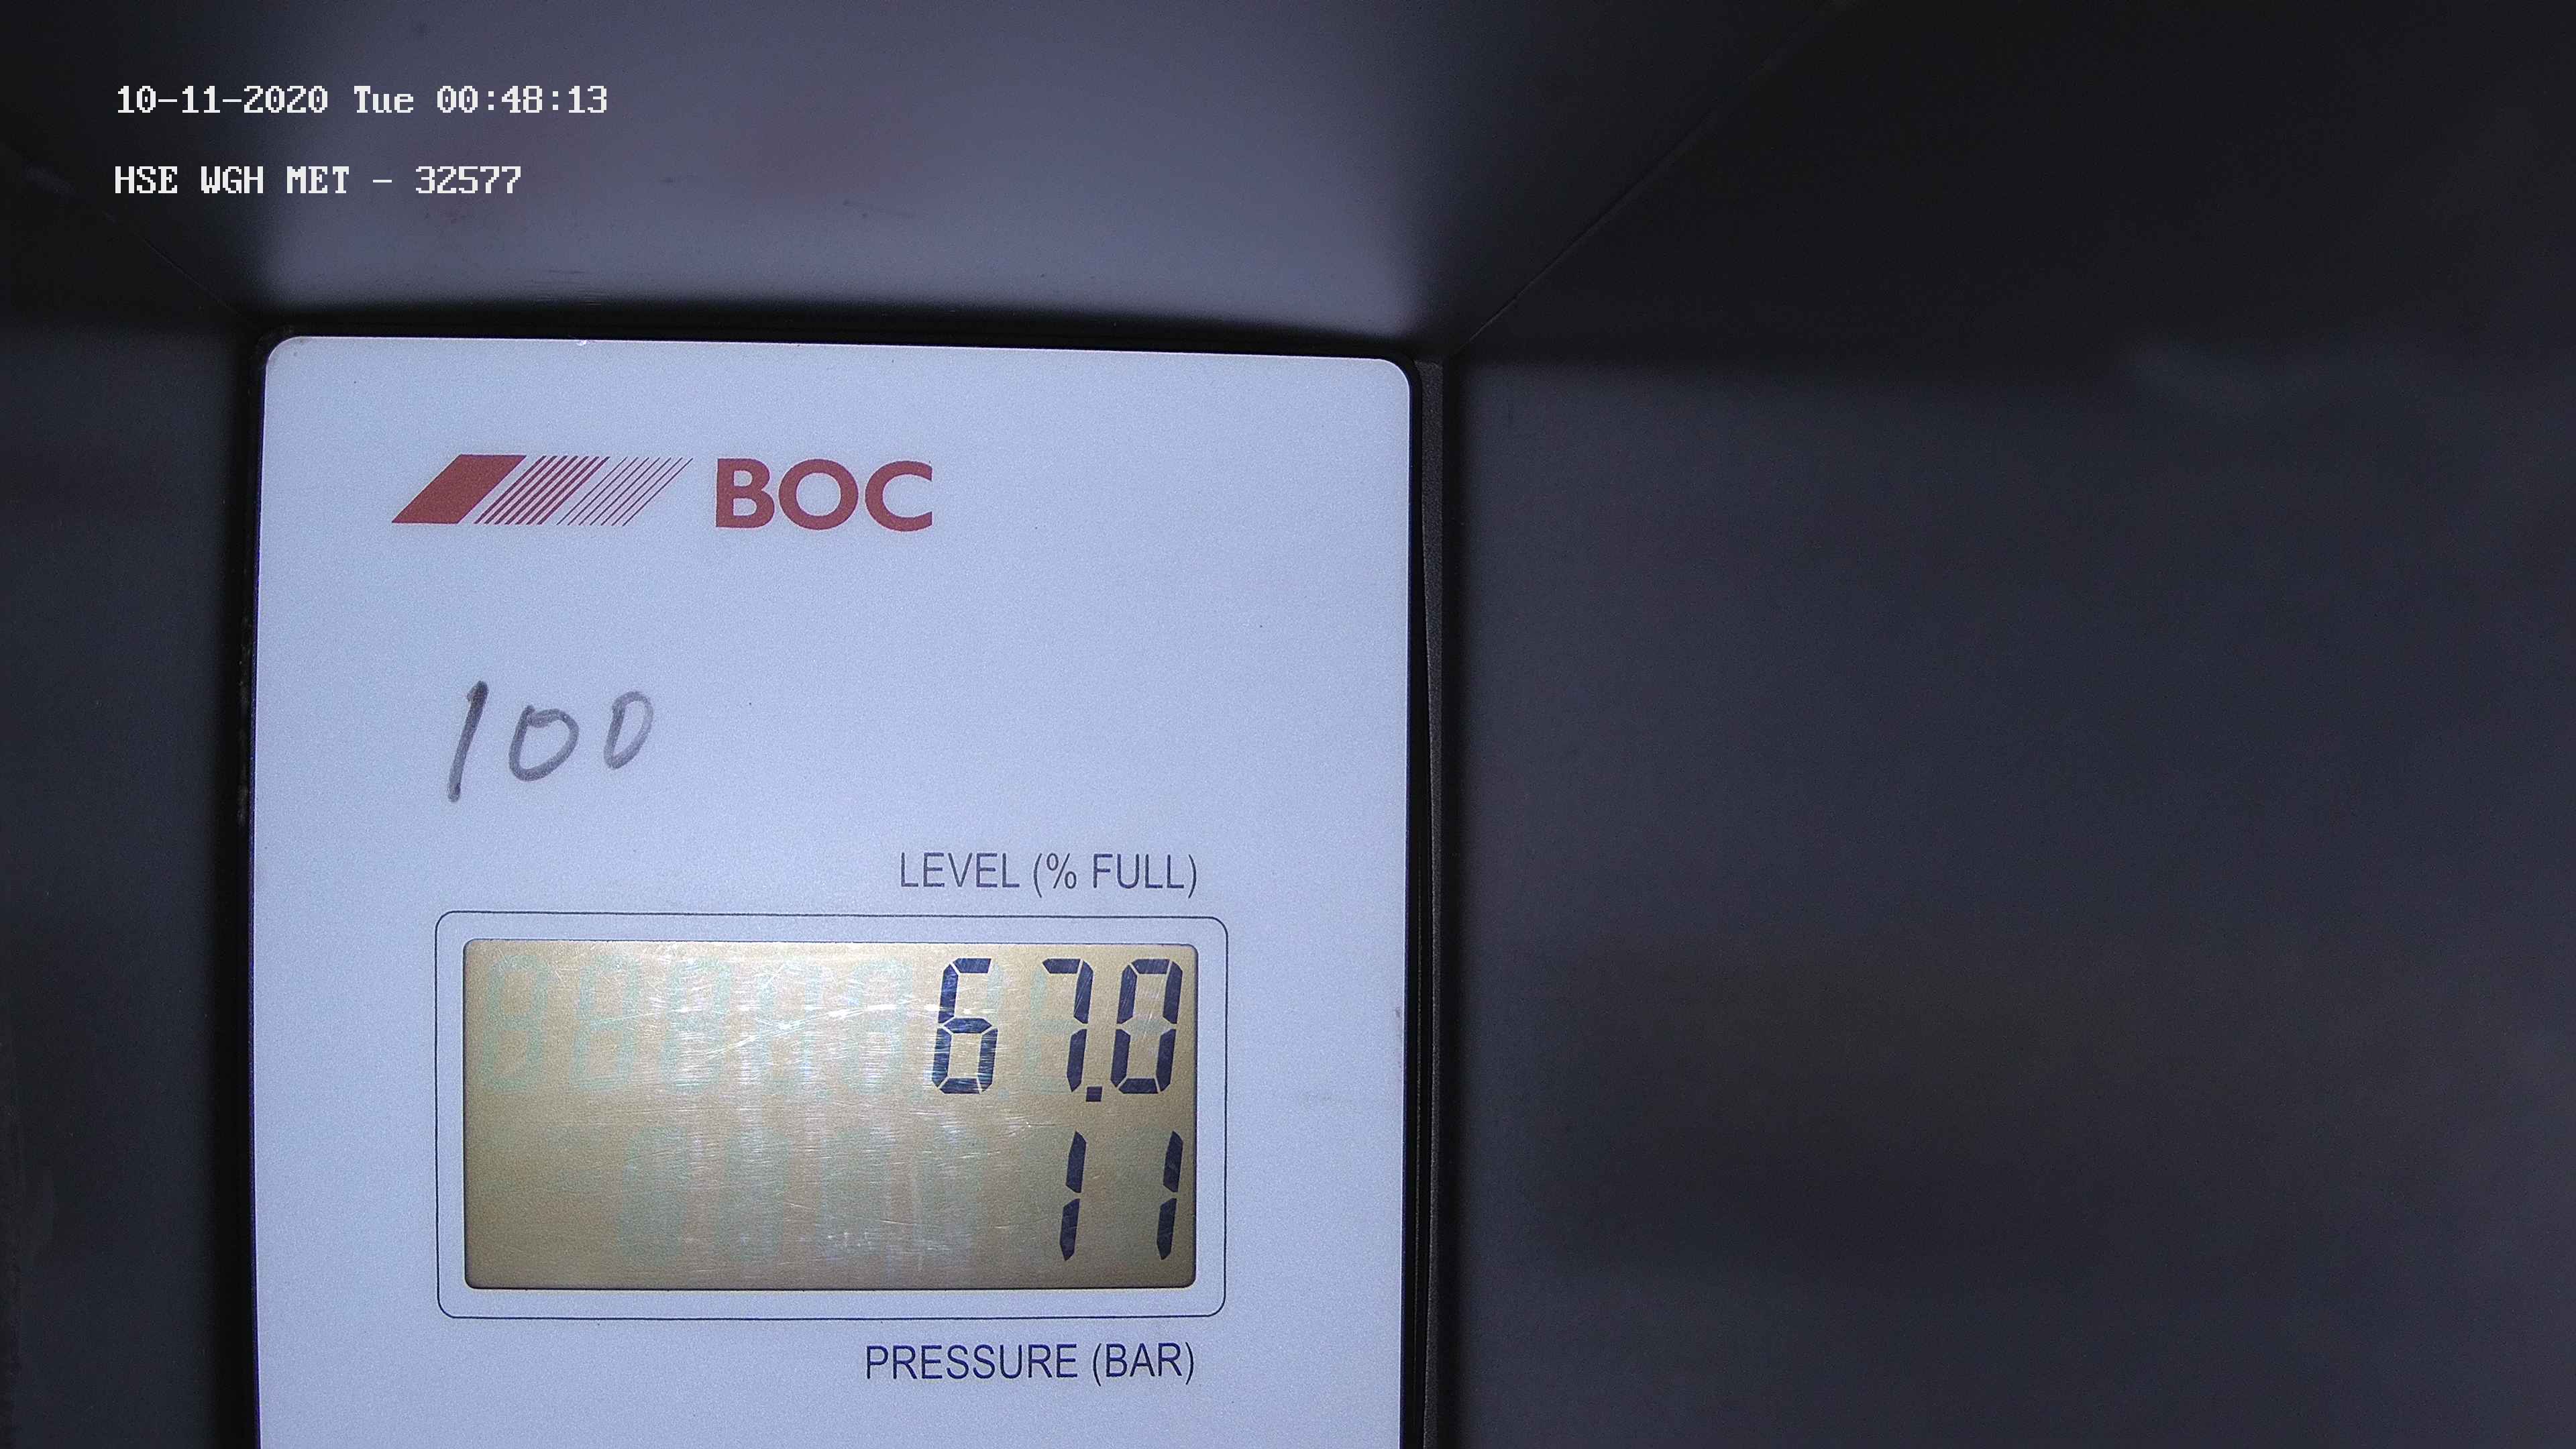 10-11-2020 Tue 00:48:13
HSE WGH MET - 32577
BOC
100
LEVEL (% FULL)
67.0
11
PRESSURE (BAR)